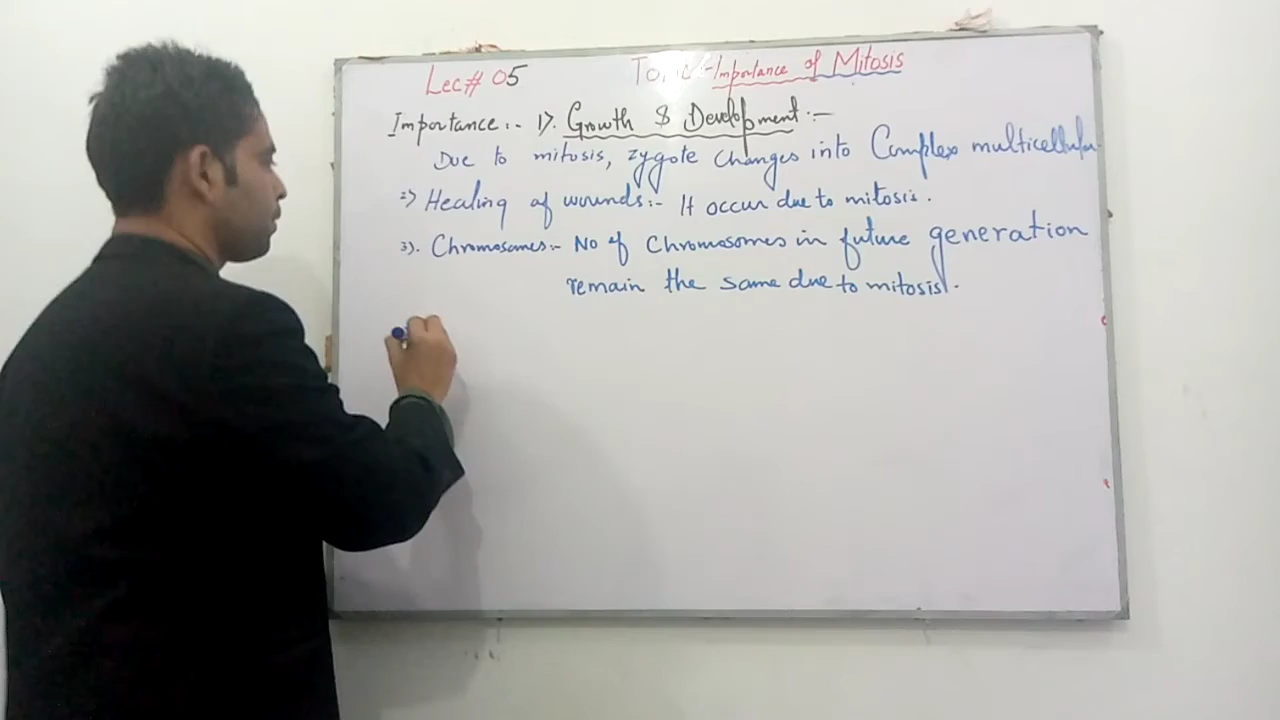 Lec# 05 Topic:- Importance of Mitosis
Importance:- 1). Growth & Development:-
Due to mitosis, zygote changes into Complex multicellular
2) Healing of wounds:- It occur due to mitosis.
3). Chromosomes:- No of Chromosomes in future generation
remain the same due to mitosis.